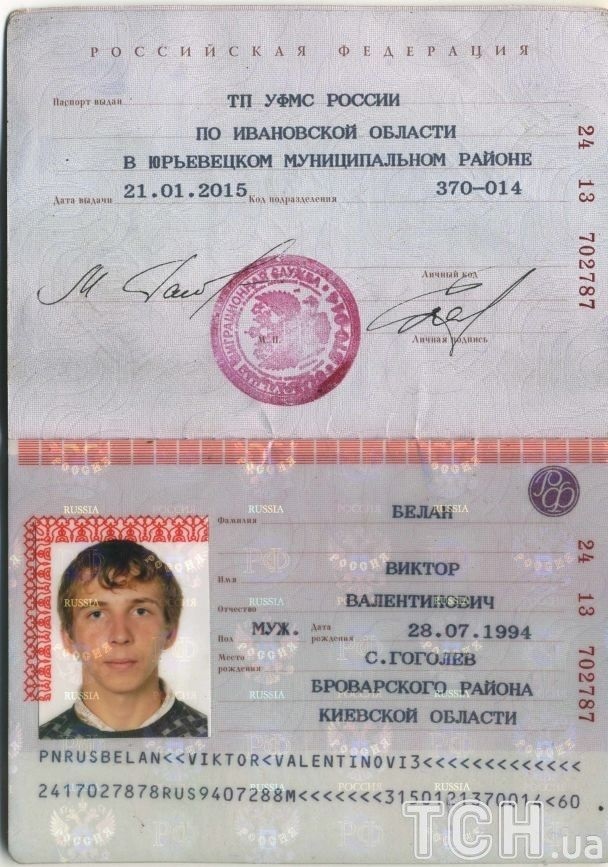 РОССИЙСКАЯ ФЕДЕРАЦИЯ
Паспорт выдан ТП УФМС РОССИИ
ПО ИВАНОВСКОЙ ОБЛАСТИ
В ЮРЬЕВЕЦКОМ МУНИЦИПАЛЬНОМ РАЙОНЕ
Дата выдачи 21.01.2015 Код подразделения 370-014
24 13 702787
Личный код
М. П.
Личная подпись
МИГРАЦИОННАЯ СЛУЖБА
РФ
Фамилия БЕЛАН
Имя ВИКТОР
Отчество ВАЛЕНТИНОВИЧ
Пол МУЖ. Дата рождения 28.07.1994
Место рождения С.ГОГОЛЕВ
БРОВАРСКОГО РАЙОНА
КИЕВСКОЙ ОБЛАСТИ
24 13 702787
РОССИЯ RUSSIA
PNRUSBELAN<<VIKTOR<VALENTINOVI3<<<<<<<<<<<<<
2417027878RUS9407288M<<<<<<<3150121370014<60
ТСН.ua